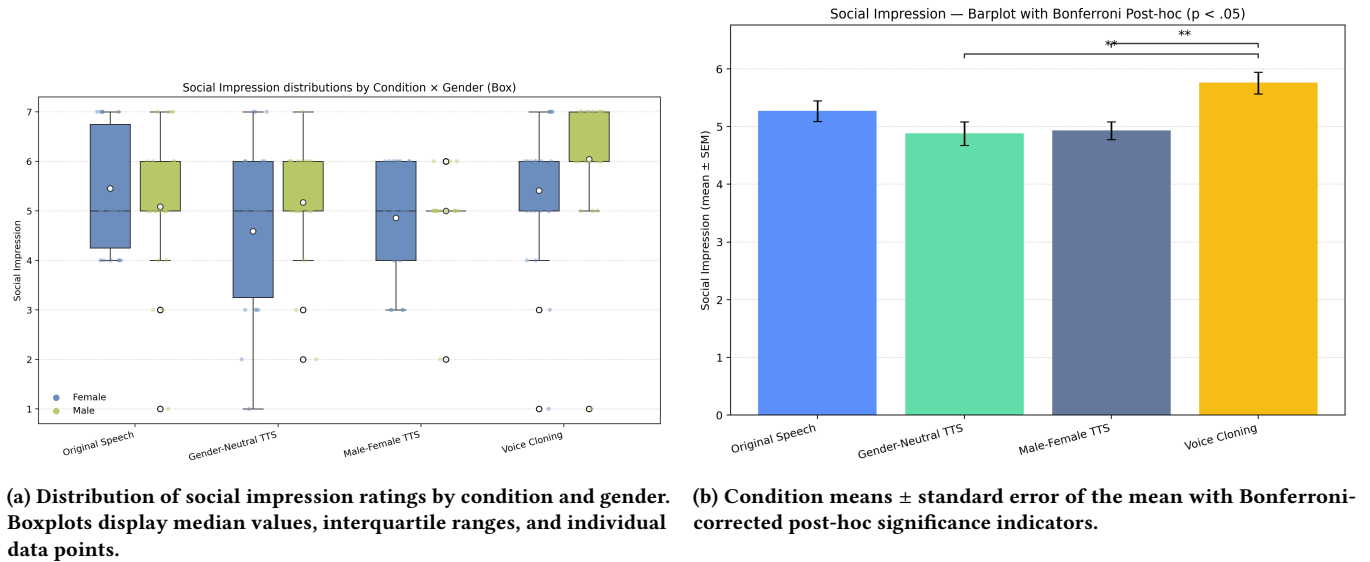 Social Impression distributions by Condition × Gender (Box)
Social Impression
7
6
5
4
3
2
1
Female
Male
Original Speech
Gender-Neutral TTS
Male-Female TTS
Voice Cloning
(a) Distribution of social impression ratings by condition and gender.
Boxplots display median values, interquartile ranges, and individual
data points.
Social Impression — Barplot with Bonferroni Post-hoc (p < .05)
Social Impression (mean ± SEM)
6
5
4
3
2
1
0
**
**
Original Speech
Gender-Neutral TTS
Male-Female TTS
Voice Cloning
(b) Condition means ± standard error of the mean with Bonferroni-
corrected post-hoc significance indicators.